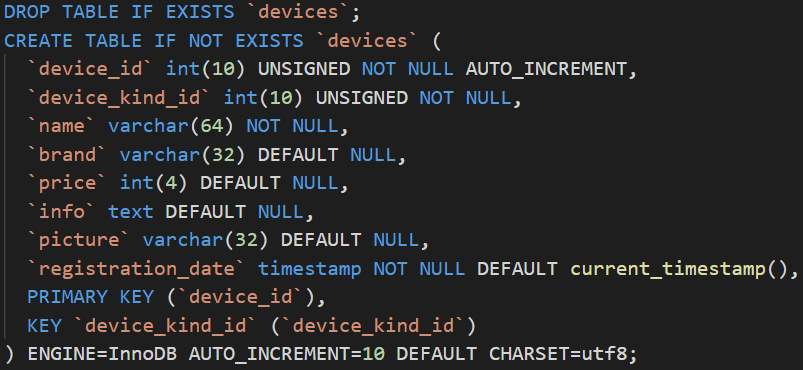 DROP TABLE IF EXISTS `devices`;
CREATE TABLE IF NOT EXISTS `devices` (
  `device_id` int(10) UNSIGNED NOT NULL AUTO_INCREMENT,
  `device_kind_id` int(10) UNSIGNED NOT NULL,
  `name` varchar(64) NOT NULL,
  `brand` varchar(32) DEFAULT NULL,
  `price` int(4) DEFAULT NULL,
  `info` text DEFAULT NULL,
  `picture` varchar(32) DEFAULT NULL,
  `registration_date` timestamp NOT NULL DEFAULT current_timestamp(),
  PRIMARY KEY (`device_id`),
  KEY `device_kind_id` (`device_kind_id`)
) ENGINE=InnoDB AUTO_INCREMENT=10 DEFAULT CHARSET=utf8;